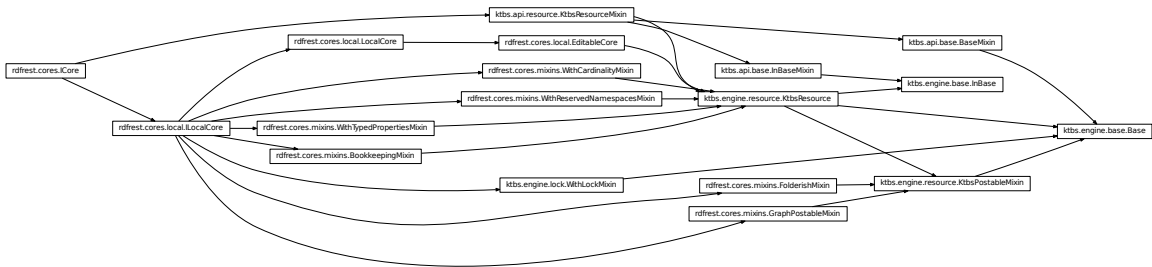 ktbs.api.resource.KtbsResourceMixin
rdfrest.cores.local.LocalCore
rdfrest.cores.local.EditableCore
ktbs.api.base.BaseMixin
rdfrest.cores.ICore
rdfrest.cores.mixins.WithCardinalityMixin
ktbs.api.base.InBaseMixin
ktbs.engine.base.InBase
rdfrest.cores.mixins.WithReservedNamespacesMixin
ktbs.engine.resource.KtbsResource
rdfrest.cores.local.ILocalCore
rdfrest.cores.mixins.WithTypedPropertiesMixin
ktbs.engine.base.Base
rdfrest.cores.mixins.BookkeepingMixin
ktbs.engine.lock.WithLockMixin
rdfrest.cores.mixins.FolderishMixin
ktbs.engine.resource.KtbsPostableMixin
rdfrest.cores.mixins.GraphPostableMixin